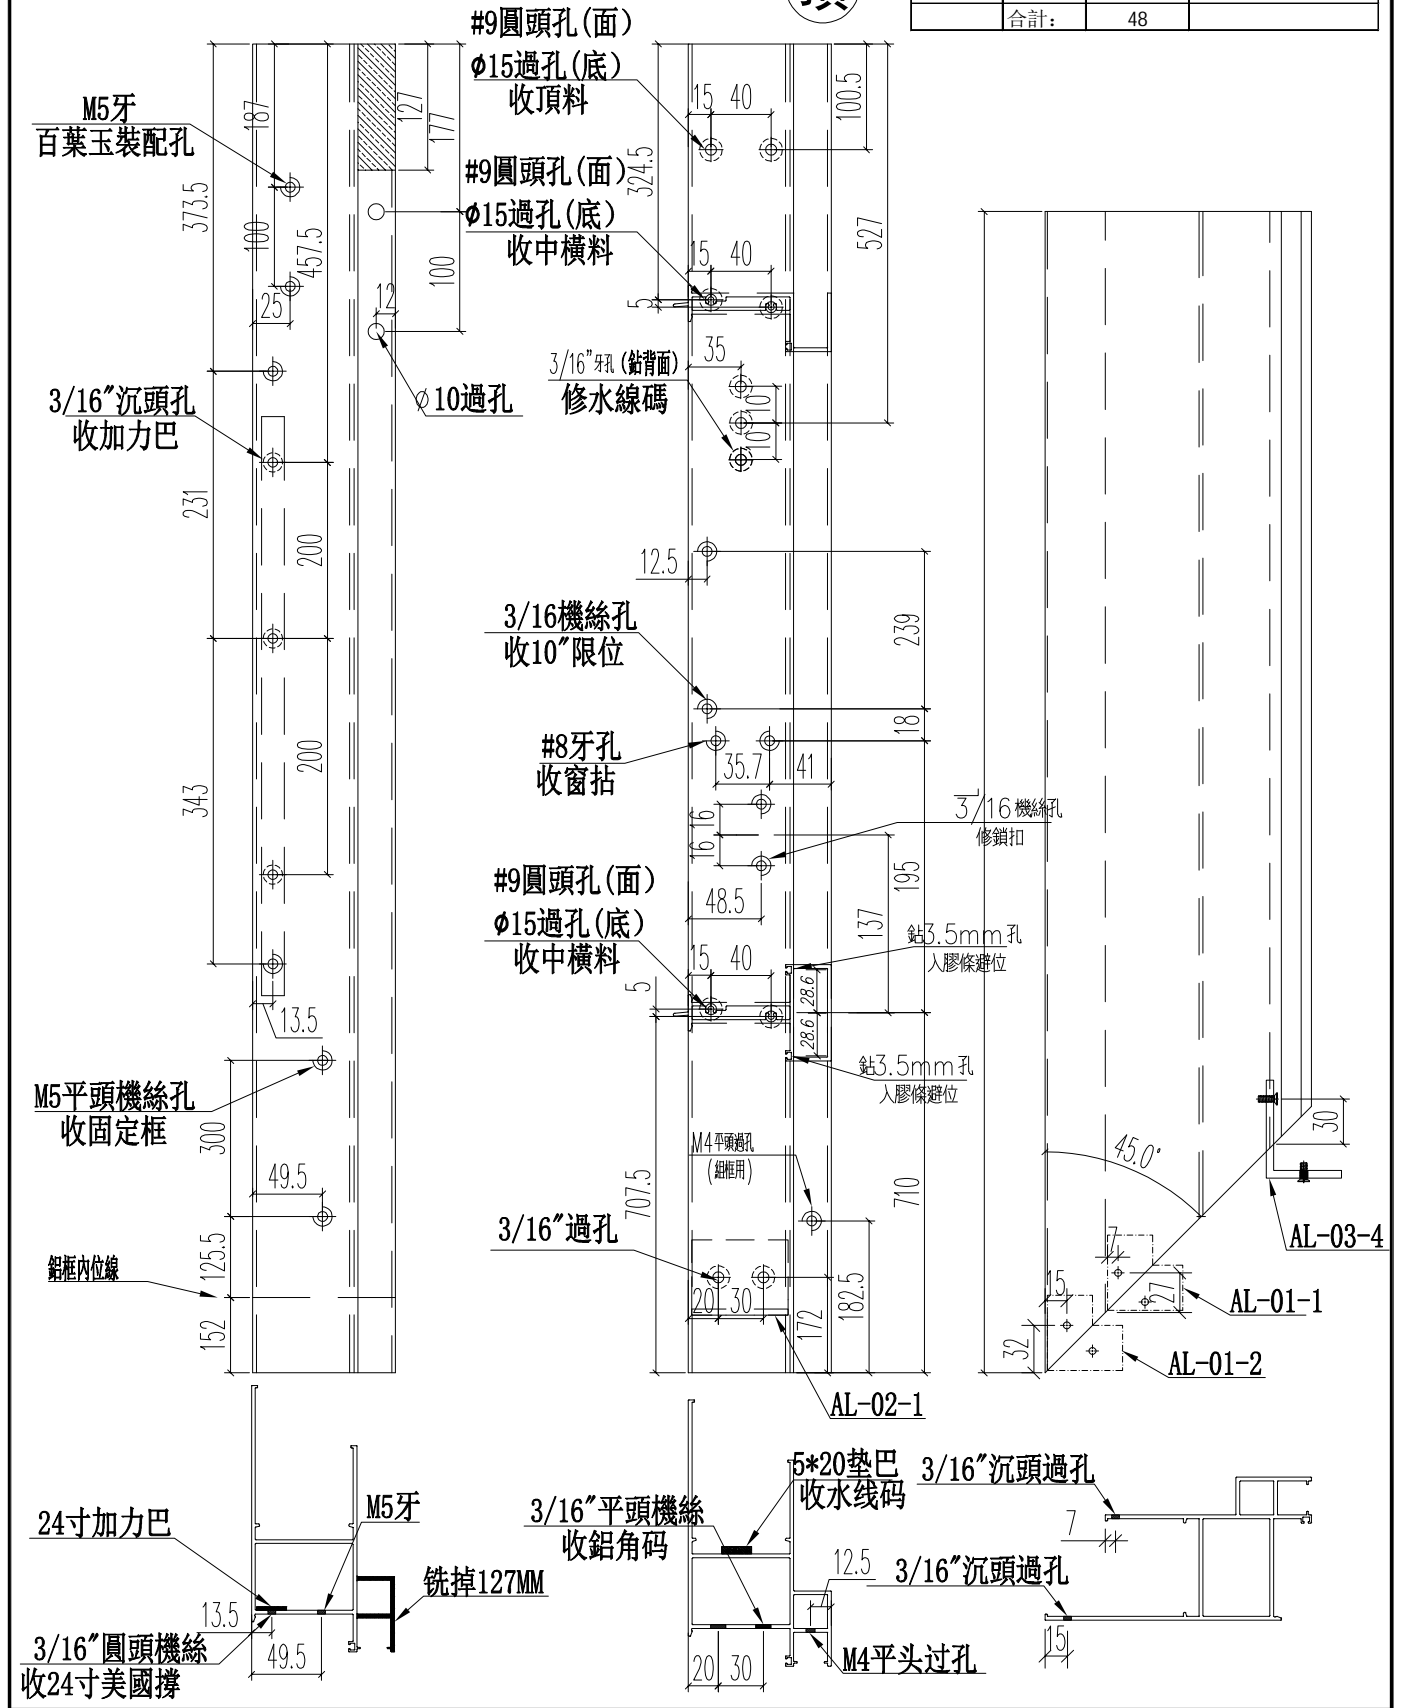 頂
合計:
48
#9圓頭孔(面)
ϕ15過孔(底)
收頂料
M5牙
百葉玉裝配孔
187
127
177
15
40
100.5
373.5
100
457.5
25
12
100
324.5
#9圓頭孔(面)
ϕ15過孔(底)
收中橫料
15
40
527
5
3/16"牙孔(鉆背面)
修水線碼
35
10
10
3/16"沉頭孔
收加力巴
∅10過孔
231
200
12.5
239
3/16機絲孔
收10"限位
18
#8牙孔
收窗拈
35.7
41
200
343
16
16
3/16機絲孔
修鎖扣
195
137
48.5
#9圓頭孔(面)
ϕ15過孔(底)
收中橫料
15
40
5
鉆3.5mm孔
入膠條避位
28.6
28.6
鉆3.5mm孔
入膠條避位
13.5
M5平頭機絲孔
收固定框
300
49.5
M4平頭過孔
(組框用)
707.5
710
30
45.0°
3/16"過孔
AL-03-4
鋁框內位線
125.5
152
20
30
172
182.5
7
15
27
32
AL-01-1
AL-01-2
AL-02-1
24寸加力巴
M5牙
铣掉127MM
13.5
3/16"圓頭機絲
收24寸美國撐
49.5
3/16"平頭機絲
收鋁角码
5*20垫巴
收水线码
12.5
20
30
M4平头过孔
3/16"沉頭過孔
7
3/16"沉頭過孔
15